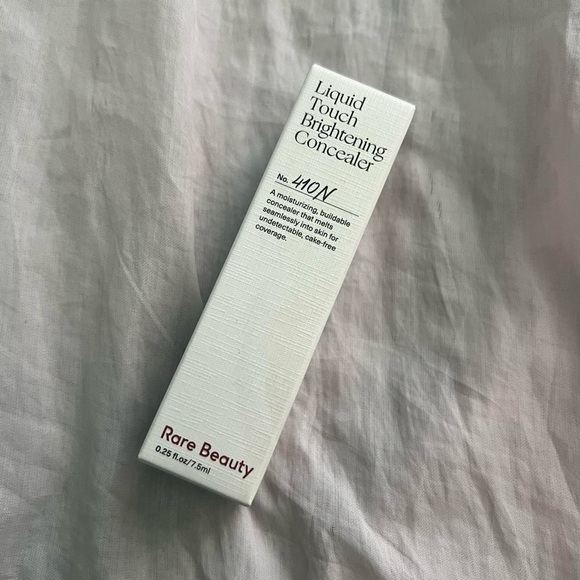 Liquid
Touch
Brightening
Concealer
No. 410N
A moisturizing, buildable
concealer that melts
seamlessly into skin for
undetectable, cake-free
coverage.
Rare Beauty
0.25 fl.oz/7.5ml